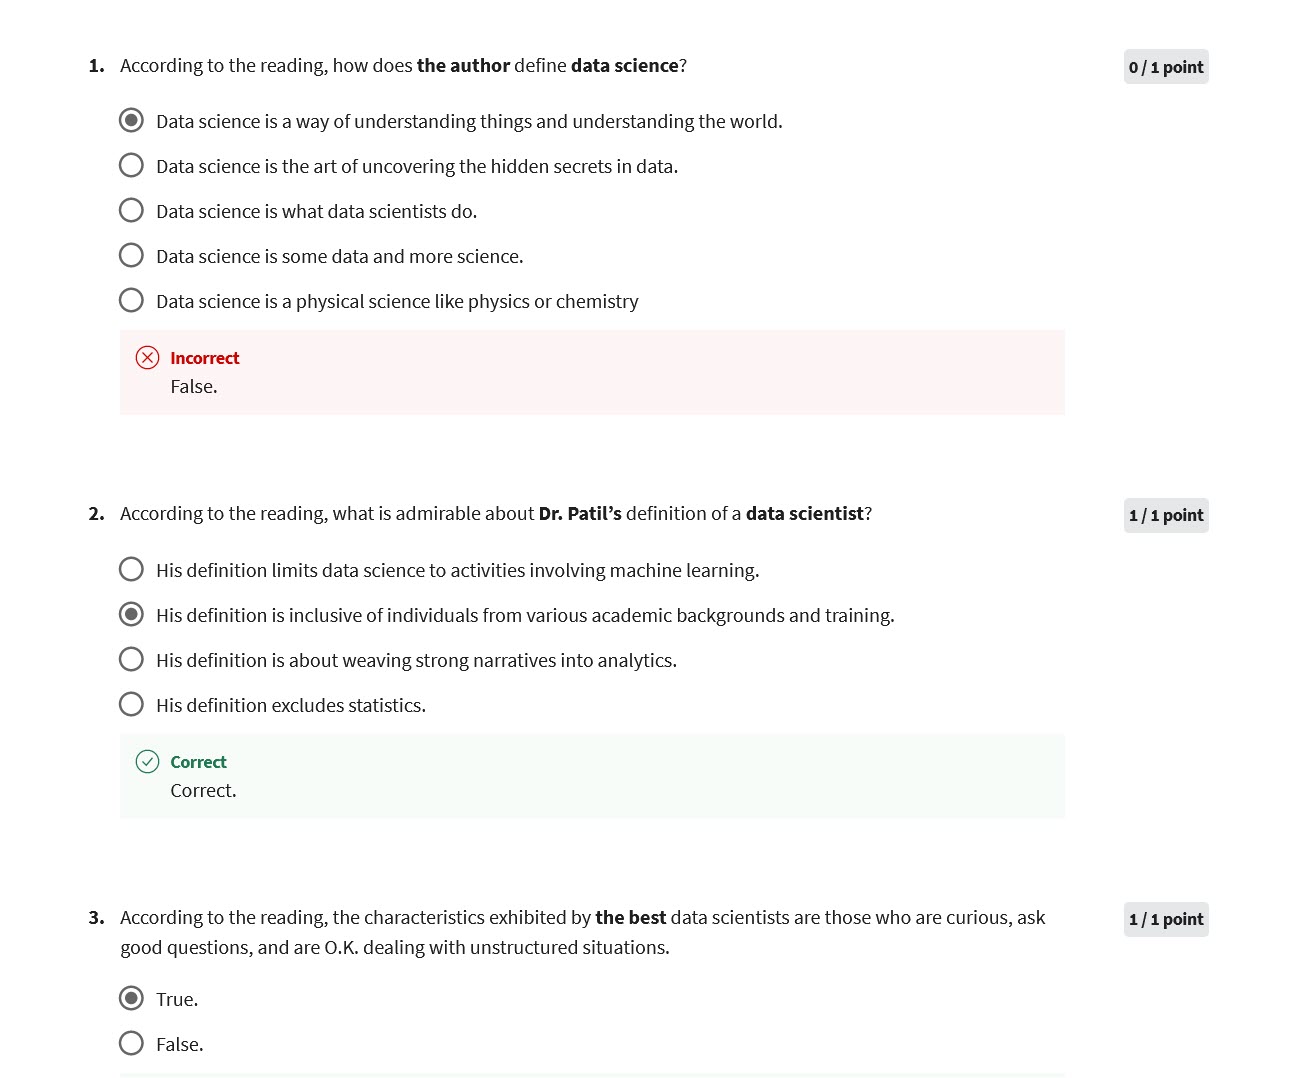 1. According to the reading, how does the author define data science?
0 / 1 point
Data science is a way of understanding things and understanding the world.
Data science is the art of uncovering the hidden secrets in data.
Data science is what data scientists do.
Data science is some data and more science.
Data science is a physical science like physics or chemistry
Incorrect
False.
2. According to the reading, what is admirable about Dr. Patil’s definition of a data scientist?
1 / 1 point
His definition limits data science to activities involving machine learning.
His definition is inclusive of individuals from various academic backgrounds and training.
His definition is about weaving strong narratives into analytics.
His definition excludes statistics.
Correct
Correct.
3. According to the reading, the characteristics exhibited by the best data scientists are those who are curious, ask
good questions, and are O.K. dealing with unstructured situations.
1 / 1 point
True.
False.